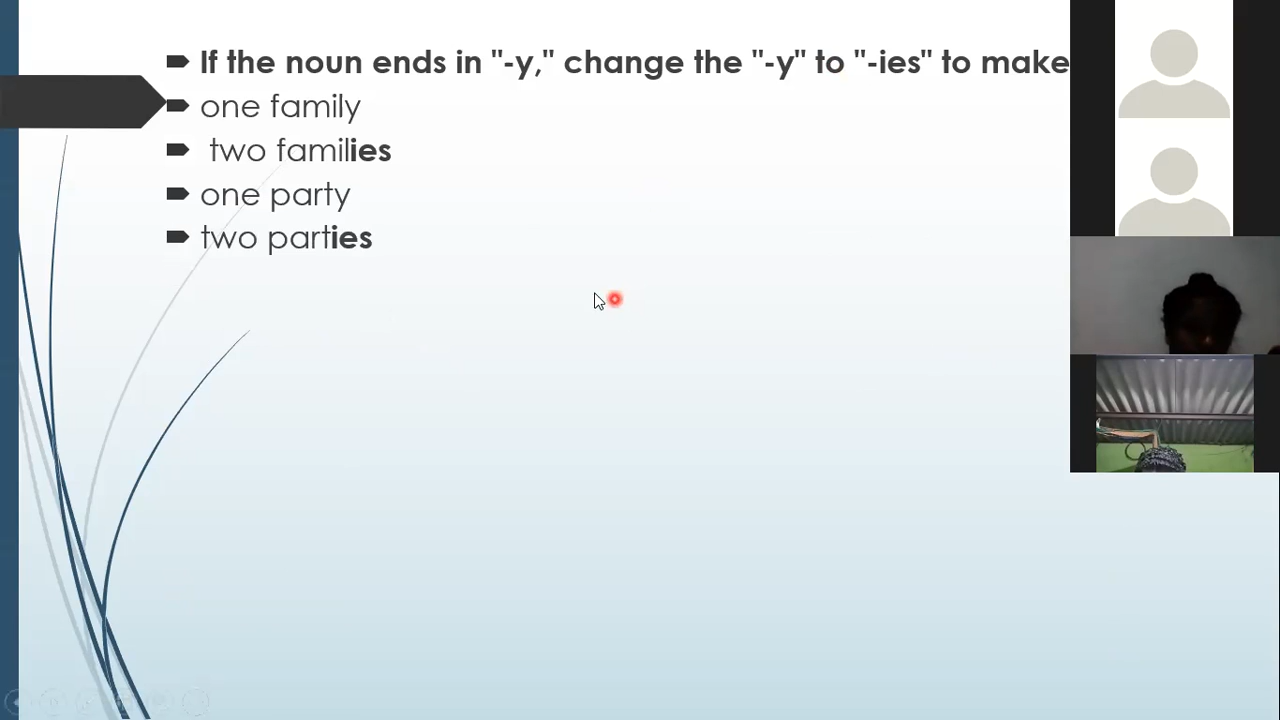 If the noun ends in "-y," change the "-y" to "-ies" to make
one family
two families
one party
two parties